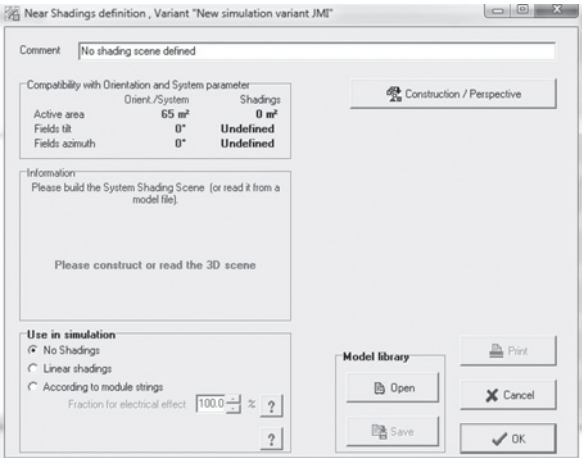 Near Shadings definition , Variant "New simulation variant JMI"
Comment No shading scene defined
Compatibility with Orientation and System parameter
Orient./System Shadings
Active area 65 m² 0 m²
Fields tilt 0° Undefined
Fields azimuth 0° Undefined
Construction / Perspective
Information
Please build the System Shading Scene (or read it from a
model file).
Please construct or read the 3D scene
Use in simulation
No Shadings
Linear shadings
According to module strings
Fraction for electrical effect 100.0 % ?
?
Model library
Open
Save
Print
Cancel
OK